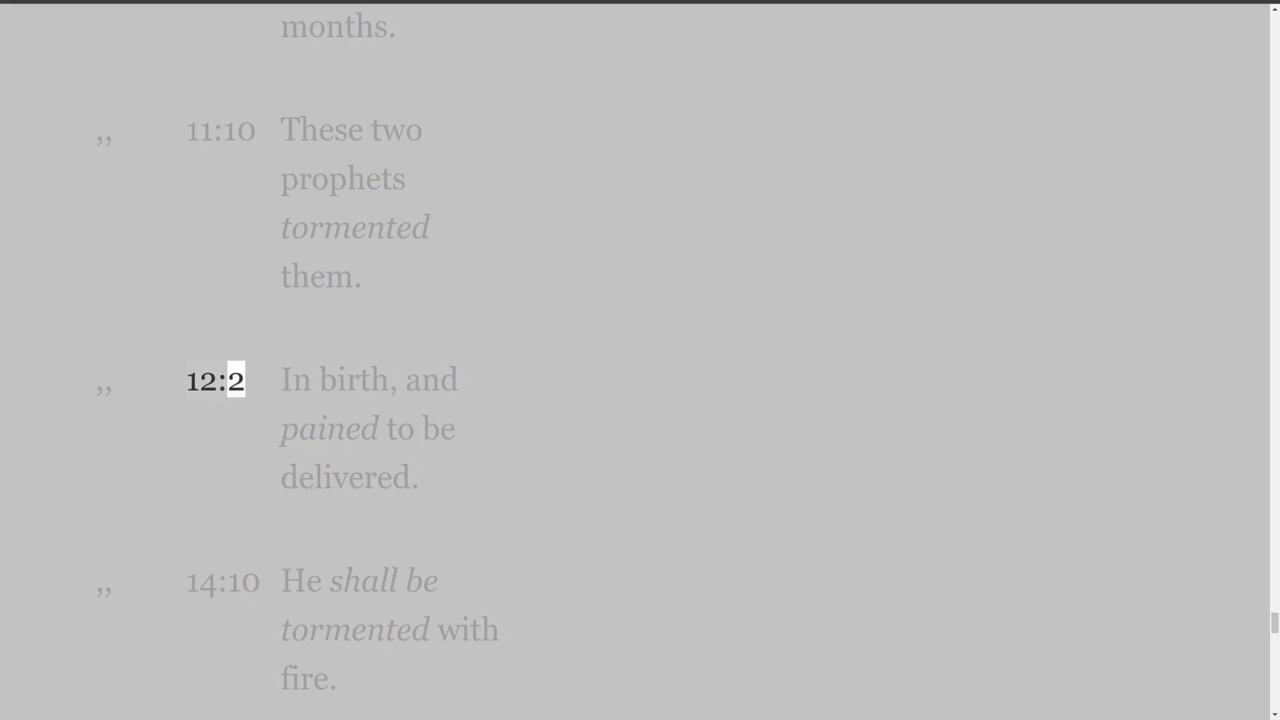 months.
,, 11:10 These two
prophets
tormented
them.
,, 12:2 In birth, and
pained to be
delivered.
,, 14:10 He shall be
tormented with
fire.